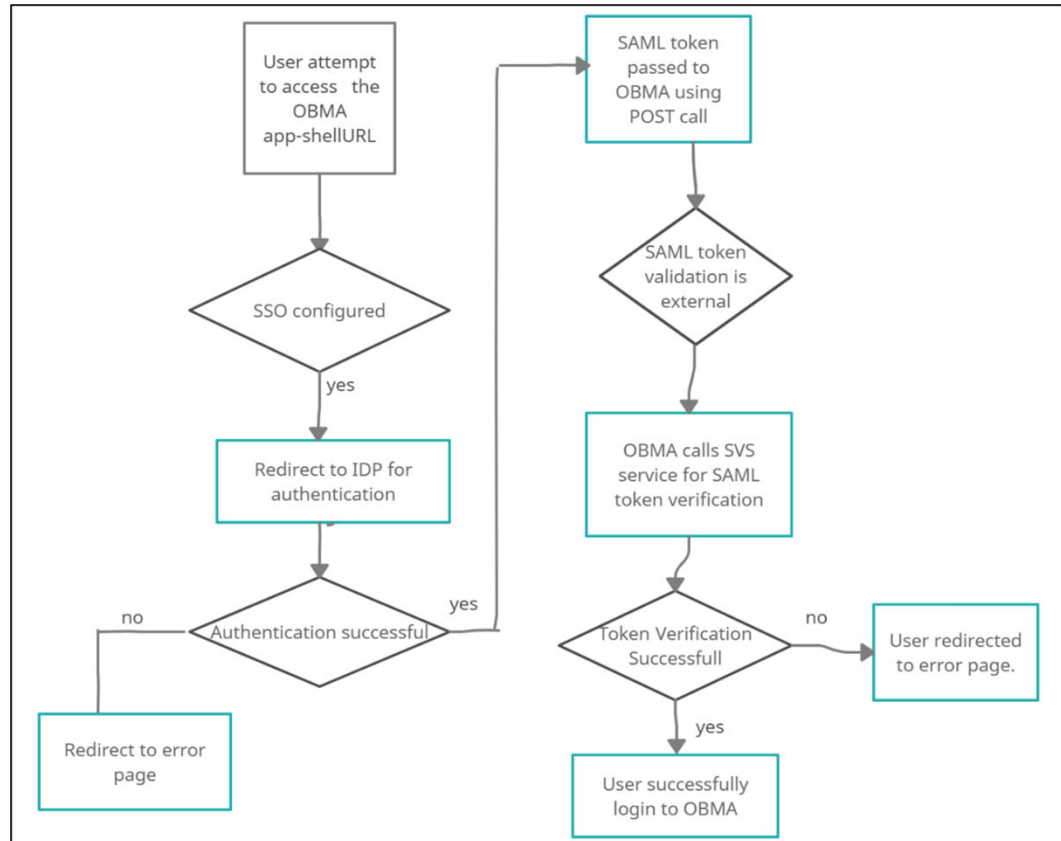 User attempt
to access the
OBMA
app-shellURL
SSO configured
yes
Redirect to IDP for
authentication
Authentication successful
no
yes
Redirect to error
page
SAML token
passed to
OBMA using
POST call
SAML token
validation is
external
OBMA calls SVS
service for SAML
token verification
Token Verification
Successfull
no
User redirected
to error page.
yes
User successfully
login to OBMA